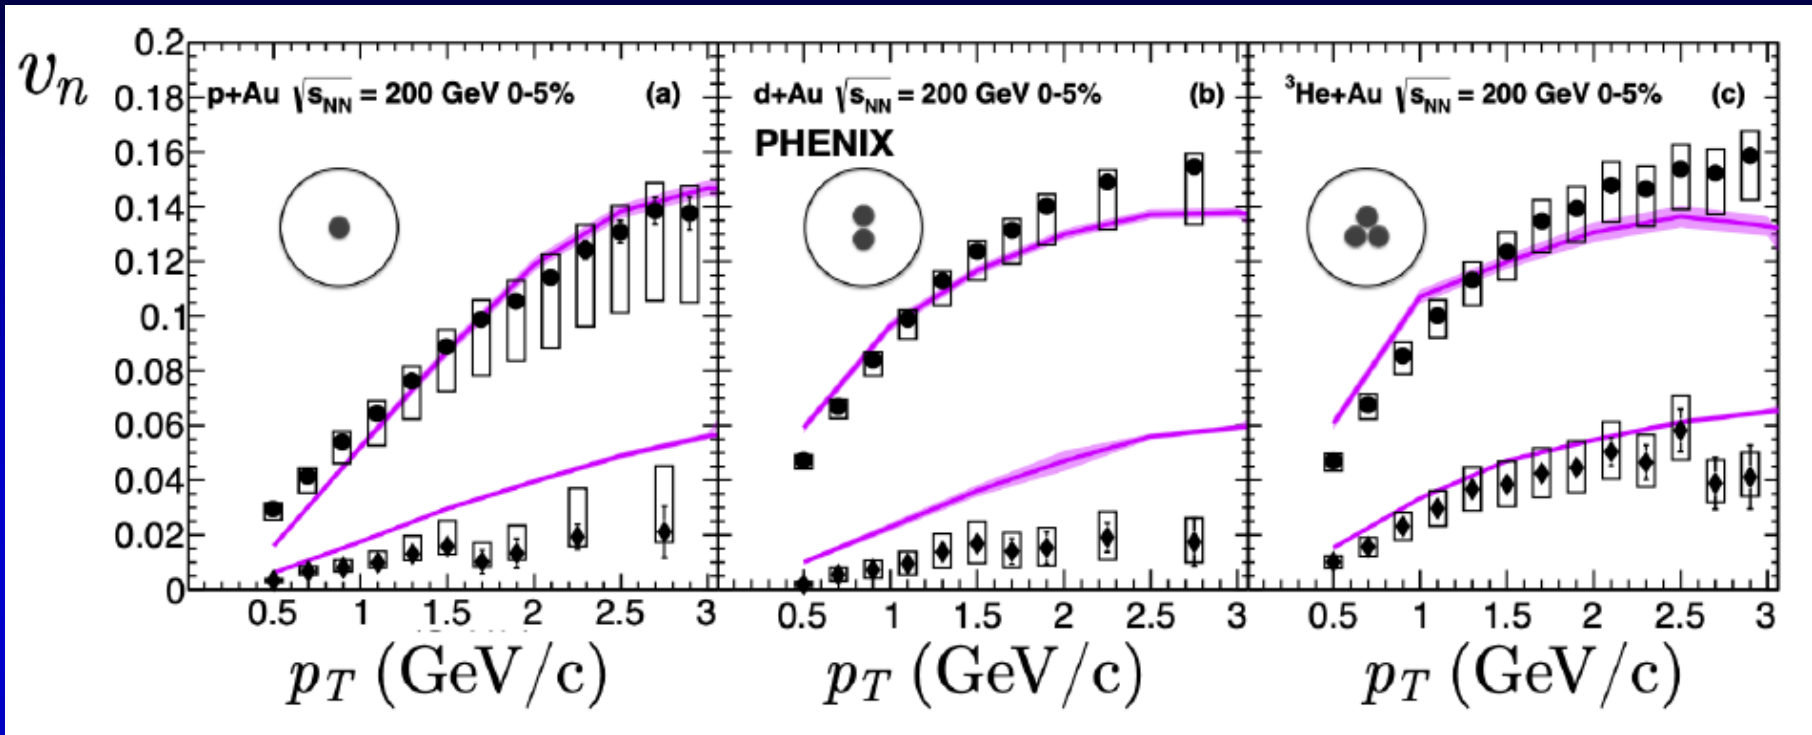 v_n
0.2
0.18
0.16
0.14
0.12
0.1
0.08
0.06
0.04
0.02
0
p+Au √s_NN = 200 GeV 0-5% (a)
d+Au √s_NN = 200 GeV 0-5% (b)
PHENIX
³He+Au √s_NN = 200 GeV 0-5% (c)
0.5 1 1.5 2 2.5 3
0.5 1 1.5 2 2.5 3
0.5 1 1.5 2 2.5 3
p_T (GeV/c)
p_T (GeV/c)
p_T (GeV/c)